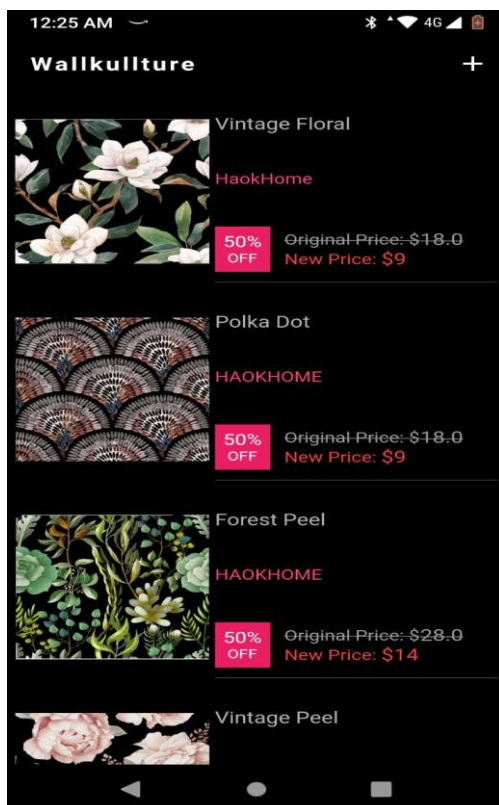 12:25 AM 4G
Wallkullture +
Vintage Floral
HaokHome
50% OFF
Original Price: $18.0
New Price: $9
Polka Dot
HAOKHOME
50% OFF
Original Price: $18.0
New Price: $9
Forest Peel
HAOKHOME
50% OFF
Original Price: $28.0
New Price: $14
Vintage Peel